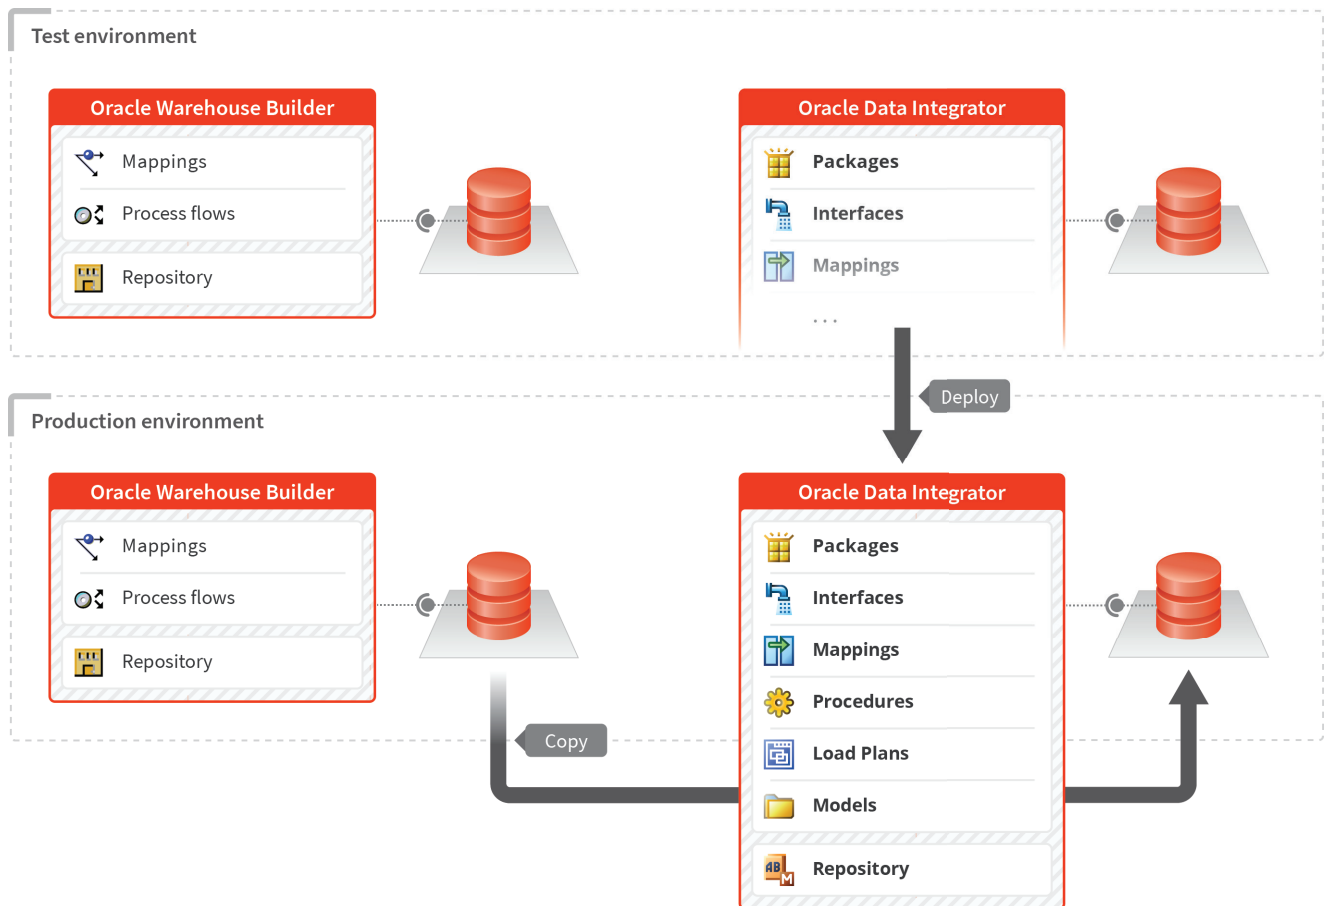 Test environment
Oracle Warehouse Builder
Mappings
Process flows
Repository
Oracle Data Integrator
Packages
Interfaces
Mappings
...
Deploy
Production environment
Oracle Warehouse Builder
Mappings
Process flows
Repository
Copy
Oracle Data Integrator
Packages
Interfaces
Mappings
Procedures
Load Plans
Models
AB
M
Repository